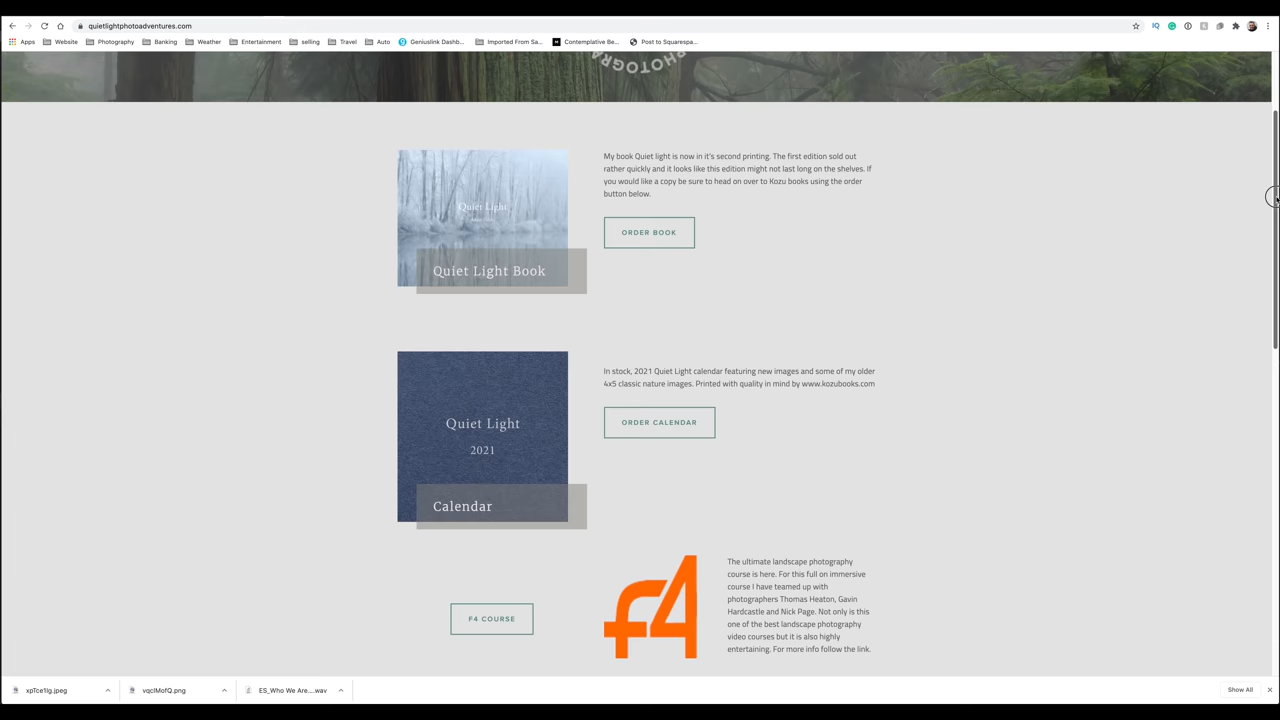 quietlightphotoadventures.com
Apps Website Photography Banking Weather Entertainment selling Travel Auto Geniuslink Dashb... Imported From Sa... Contemplative Be... Post to Squarespa...
PHOTOGRA
My book Quiet light is now in it's second printing. The first edition sold out
rather quickly and it looks like this edition might not last long on the shelves. If
you would like a copy be sure to head on over to Kozu books using the order
button below.
Quiet Light
ORDER BOOK
Quiet Light Book
In stock, 2021 Quiet Light calendar featuring new images and some of my older
4x5 classic nature images. Printed with quality in mind by www.kozubooks.com
ORDER CALENDAR
Quiet Light
2021
Calendar
F4 COURSE
f4
The ultimate landscape photography
course is here. For this full on immersive
course I have teamed up with
photographers Thomas Heaton, Gavin
Hardcastle and Nick Page. Not only is this
one of the best landscape photography
video courses but it is also highly
entertaining. For more info follow the link.
xpTce1Ig.jpeg vqcIMofQ.png ES_Who We Are....wav Show All